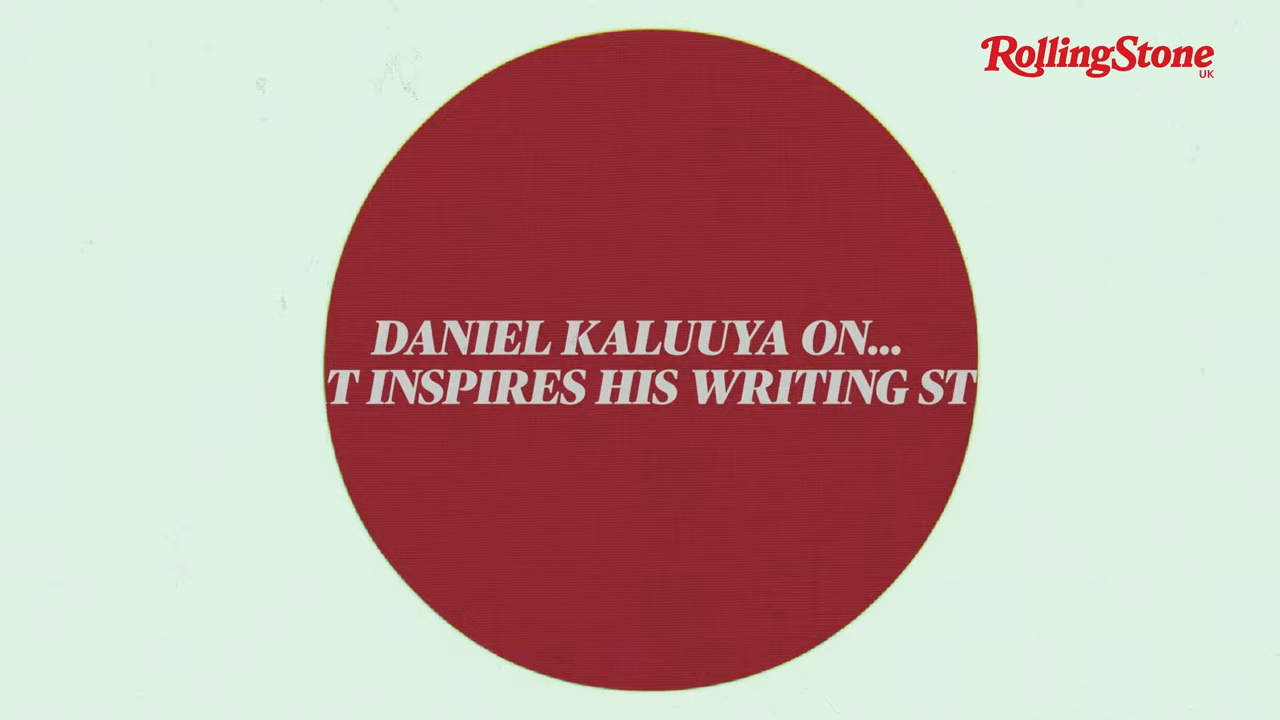 RollingStone
UK
DANIEL KALUUYA ON...
T INSPIRES HIS WRITING ST